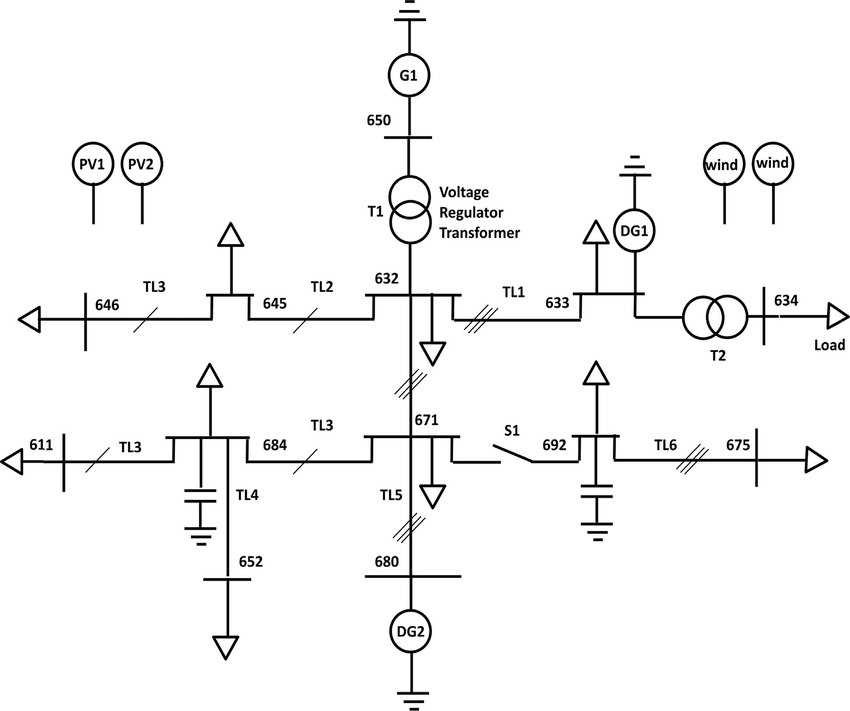 G1
650
PV1
PV2
wind
wind
Voltage
T1
Regulator
Transformer
DG1
632
TL3
TL2
TL1
646
645
633
634
T2
Load
671
611
TL3
684
TL3
S1
692
TL6
675
TL4
TL5
652
680
DG2